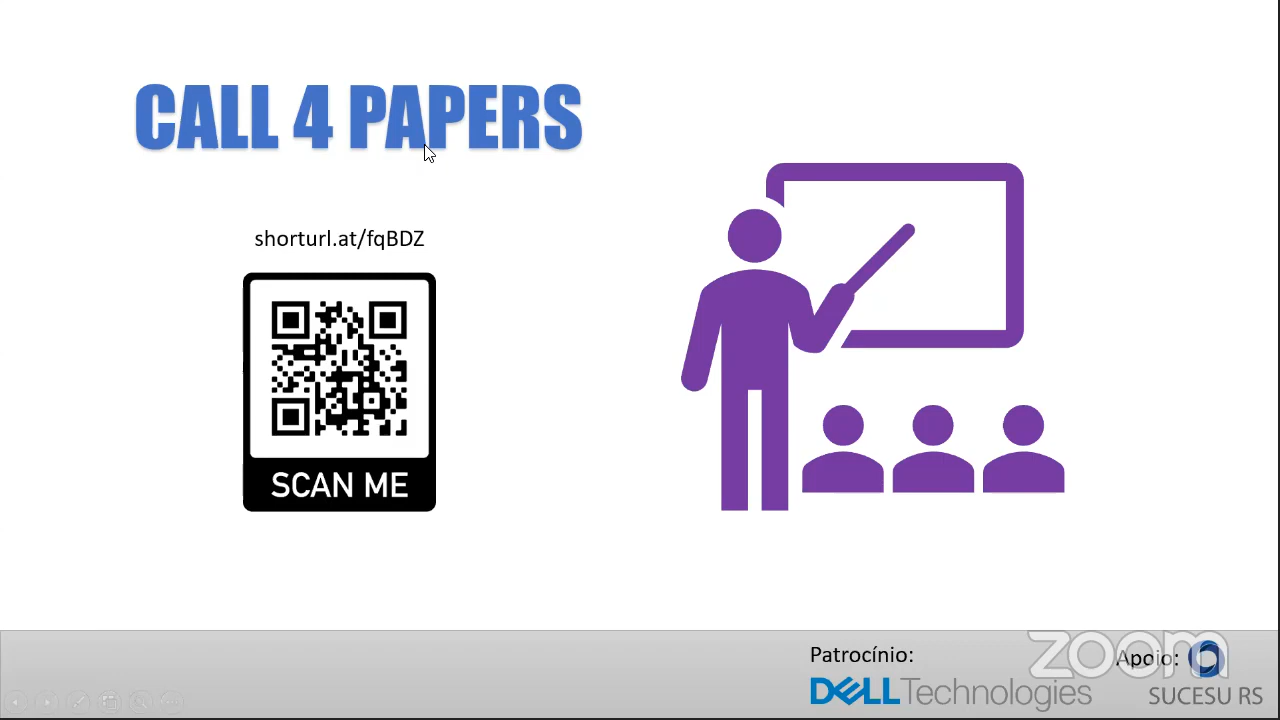 CALL 4 PAPERS
shorturl.at/fqBDZ
SCAN ME
Patrocínio:
zoom
Apoio:
DELL Technologies
SUCESU RS